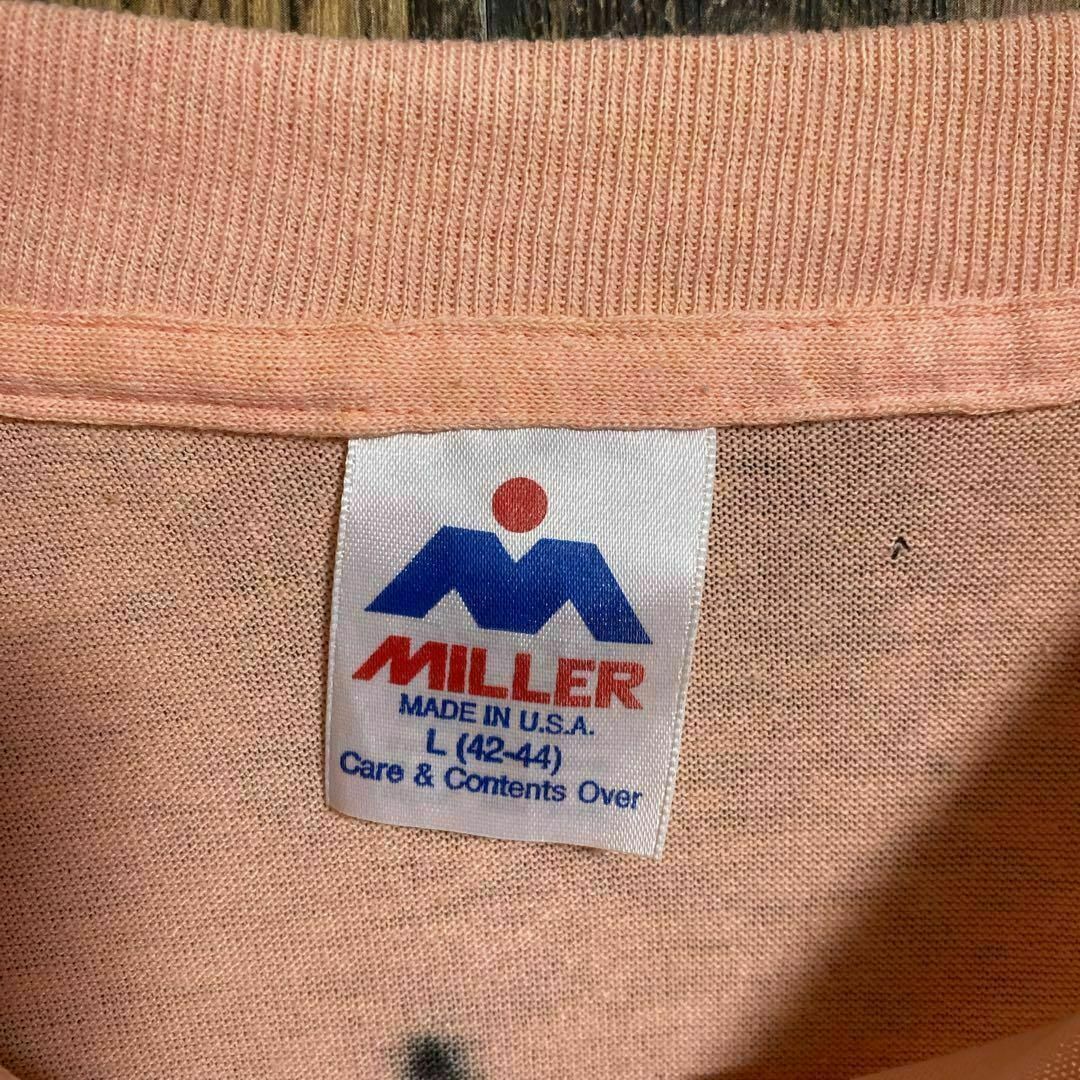 MILLER
MADE IN U.S.A.
L (42-44)
Care & Contents Over